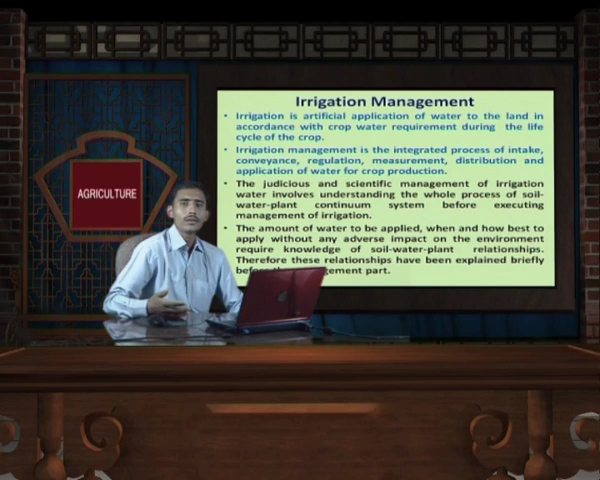 Irrigation Management
• Irrigation is artificial application of water to the land in
accordance with crop water requirement during the life
cycle of the crop.
• Irrigation management is the integrated process of intake,
conveyance, regulation, measurement, distribution and
application of water for crop production.
• The judicious and scientific management of irrigation
water involves understanding the whole process of soil-
water-plant continuum system before executing
management of irrigation.
• The amount of water to be applied, when and how best to
apply without any adverse impact on the environment
require knowledge of soil-water-plant relationships.
Therefore these relationships have been explained briefly
part.
AGRICULTURE